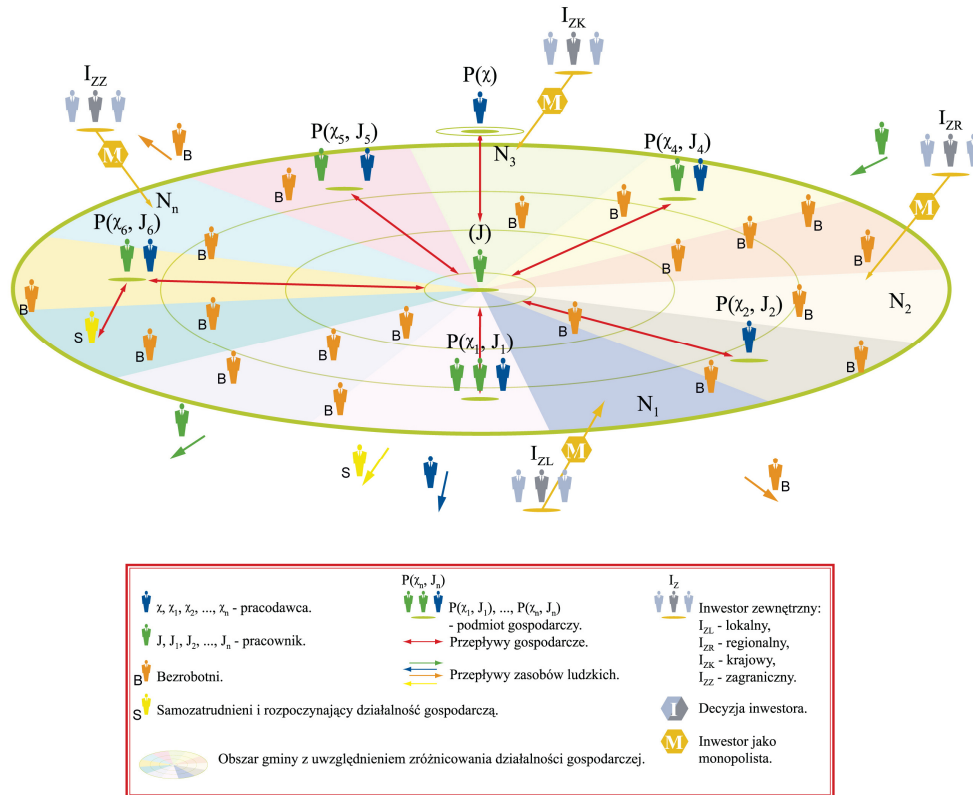 I_ZK
I_ZZ
P(χ)
I_ZR
M
B
P(χ₅, J₅)
P(χ₄, J₄)
M
N₃
B
B
Nₙ
B
B
M
P(χ₆, J₆)
(J)
B
B
B
B
B
B
P(χ₂, J₂)
N₂
B
B
B
S
B
P(χ₁, J₁)
B
B
B
B
B
B
N₁
M
S
I_ZL
B
P(χₙ, Jₙ)
I_Z
χ, χ₁, χ₂, ..., χₙ - pracodawca.
J, J₁, J₂, ..., Jₙ - pracownik.
B Bezrobotni.
S Samozatrudnieni i rozpoczynający działalność gospodarczą.
Obszar gminy z uwzględnieniem zróżnicowania działalności gospodarczej.
P(χ₁, J₁), ..., P(χₙ, Jₙ)
- podmiot gospodarczy.
Przepływy gospodarcze.
Przepływy zasobów ludzkich.
Inwestor zewnętrzny:
I_ZL - lokalny,
I_ZR - regionalny,
I_ZK - krajowy,
I_ZZ - zagraniczny.
I Decyzja inwestora.
M Inwestor jako
monopolista.